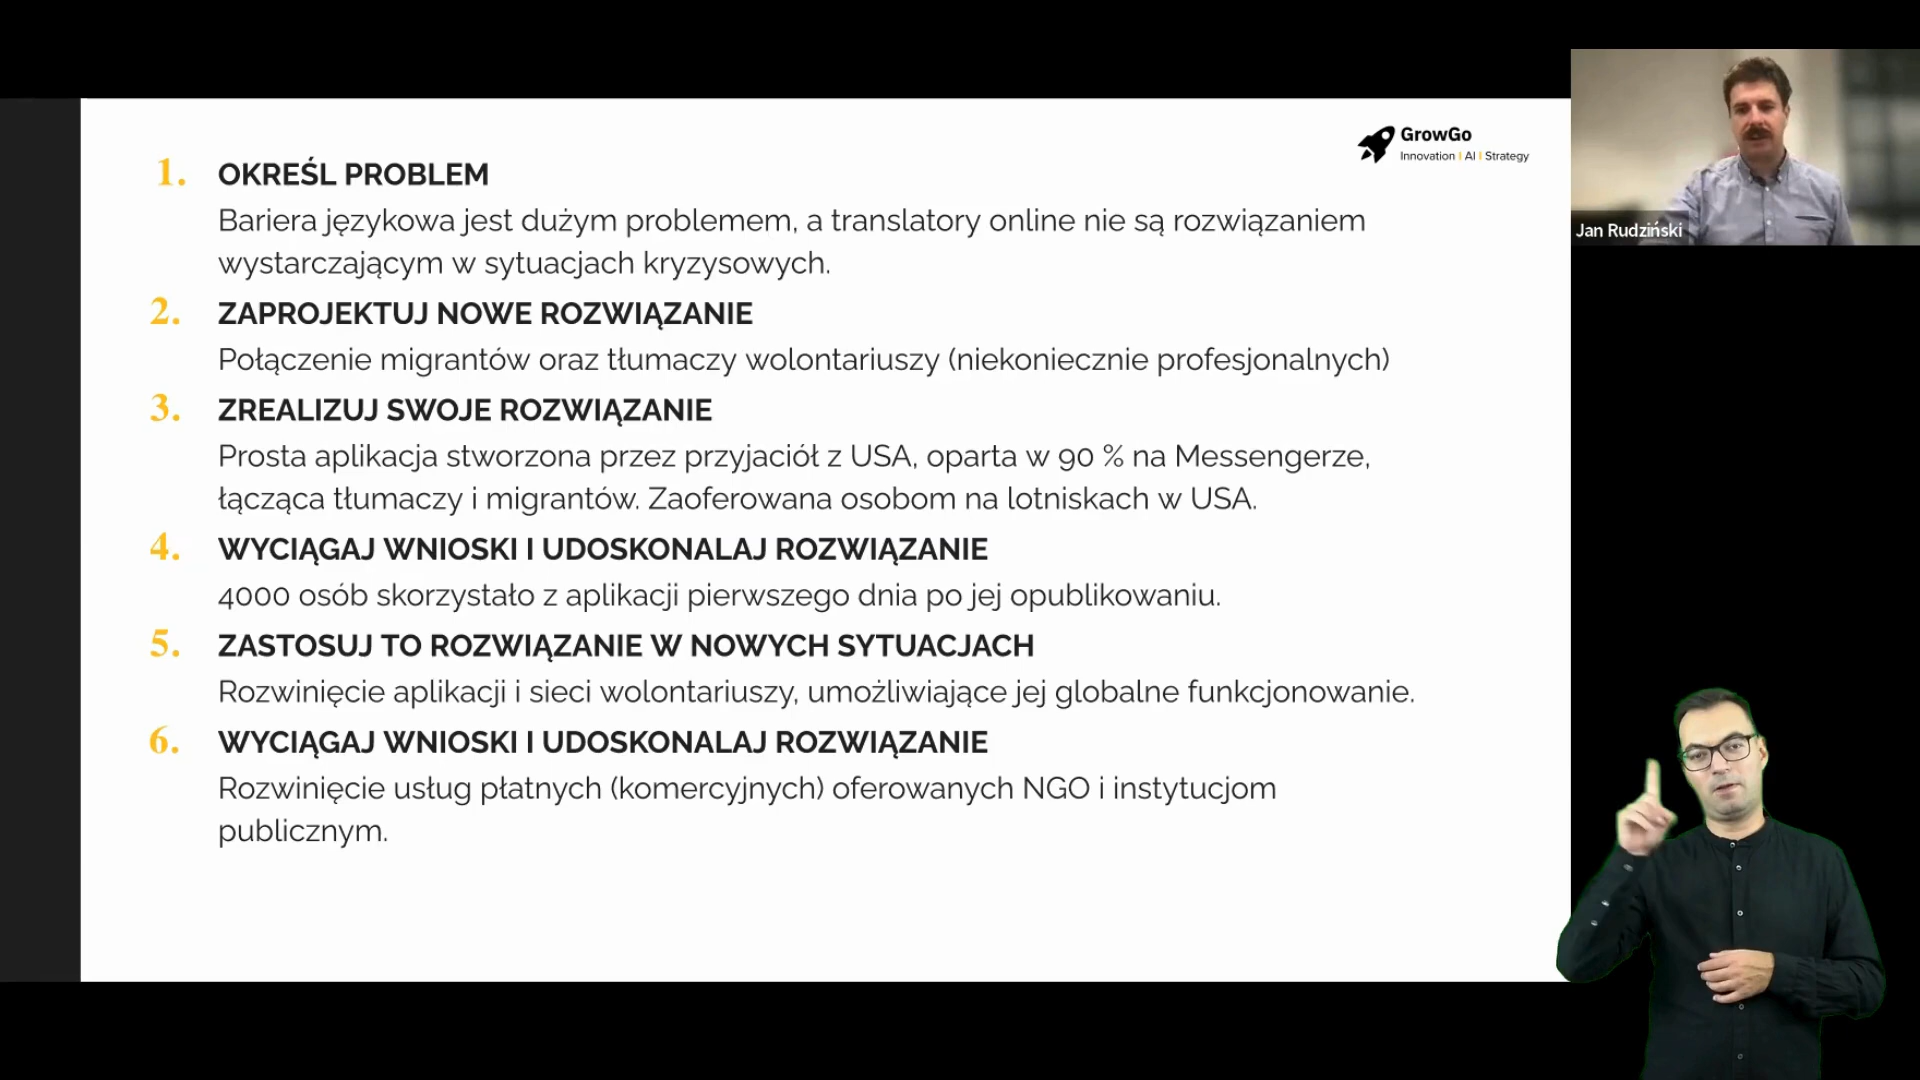 GrowGo
Innovation | AI | Strategy
1. OKREŚL PROBLEM
Bariera językowa jest dużym problemem, a translatory online nie są rozwiązaniem
wystarczającym w sytuacjach kryzysowych.
2. ZAPROJEKTUJ NOWE ROZWIĄZANIE
Połączenie migrantów oraz tłumaczy wolontariuszy (niekoniecznie profesjonalnych)
3. ZREALIZUJ SWOJE ROZWIĄZANIE
Prosta aplikacja stworzona przez przyjaciół z USA, oparta w 90 % na Messengerze,
łącząca tłumaczy i migrantów. Zaoferowana osobom na lotniskach w USA.
4. WYCIĄGAJ WNIOSKI I UDOSKONALAJ ROZWIĄZANIE
4000 osób skorzystało z aplikacji pierwszego dnia po jej opublikowaniu.
5. ZASTOSUJ TO ROZWIĄZANIE W NOWYCH SYTUACJACH
Rozwinięcie aplikacji i sieci wolontariuszy, umożliwiające jej globalne funkcjonowanie.
6. WYCIĄGAJ WNIOSKI I UDOSKONALAJ ROZWIĄZANIE
Rozwinięcie usług płatnych (komercyjnych) oferowanych NGO i instytucjom
publicznym.
Jan Rudziński